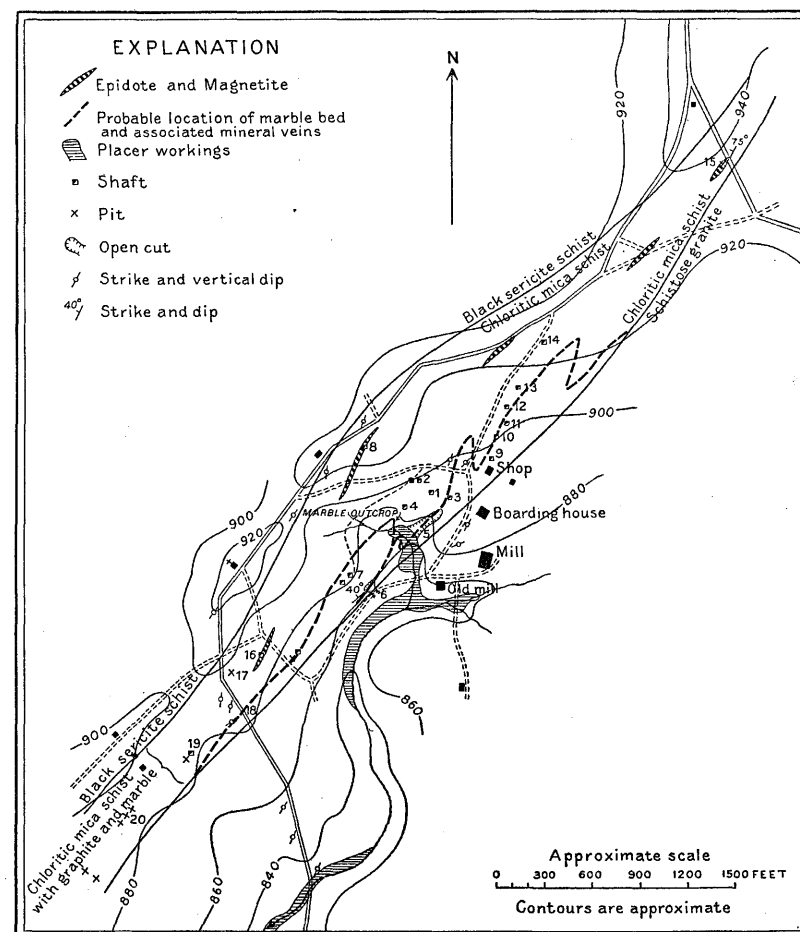 EXPLANATION
Epidote and Magnetite
Probable location of marble bed
and associated mineral veins
Placer workings
Shaft
Pit
Open cut
Strike and vertical dip
40° Strike and dip
N
920
940
75°
15
920
Black sericite schist
Chloritic mica schist
Chloritic mica schist
Schistose granite
14
13
12
11
10
900
9
Shop
8
2
1
3
4
880
MARBLE OUTCROP
5
Boarding house
900
920
Mill
7
40°
6
Old mill
16
17
860
18
900
19
Black sericite schist
Chloritic mica schist
with graphite and marble
20
880
860
840
Approximate scale
0 300 600 900 1200 1500 FEET
Contours are approximate